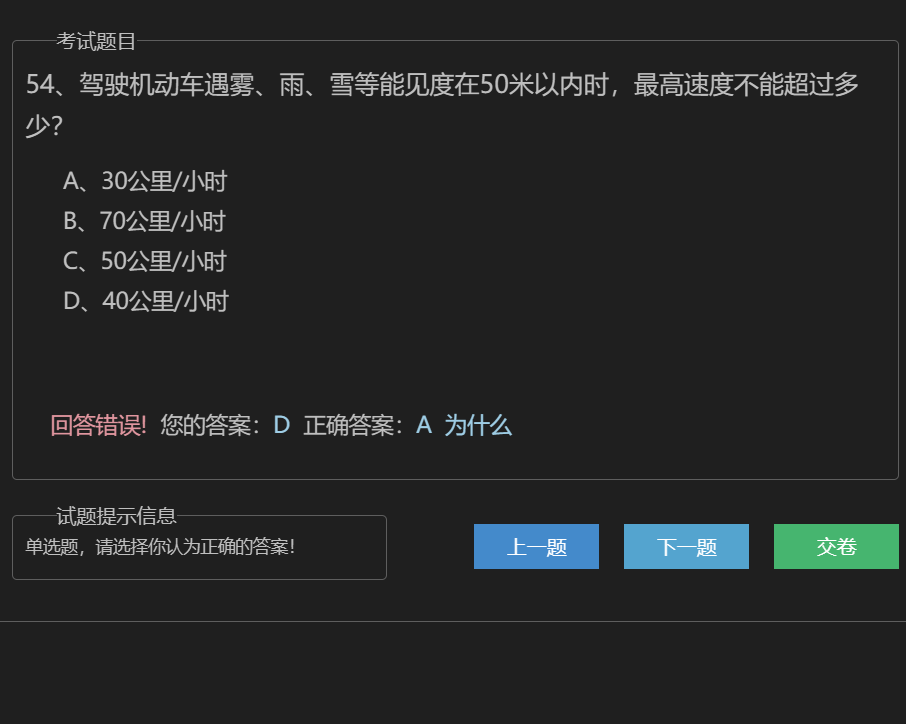 考试题目
54、驾驶机动车遇雾、雨、雪等能见度在50米以内时，最高速度不能超过多
少？
A、30公里/小时
B、70公里/小时
C、50公里/小时
D、40公里/小时
回答错误! 您的答案：D 正确答案：A 为什么
试题提示信息
单选题，请选择你认为正确的答案！
上一题 下一题 交卷